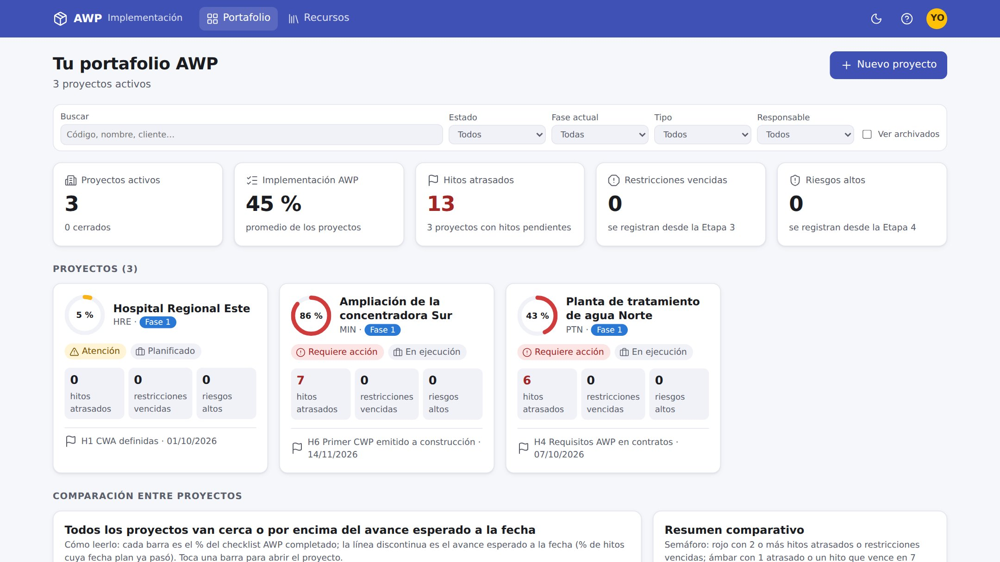 AWP Implementación Portafolio Recursos YO
Tu portafolio AWP
3 proyectos activos
Nuevo proyecto
Buscar Estado Fase actual Tipo Responsable
Código, nombre, cliente... Todos Todas Todos Todos Ver archivados
Proyectos activos
3
0 cerrados
Implementación AWP
45 %
promedio de los proyectos
Hitos atrasados
13
3 proyectos con hitos pendientes
Restricciones vencidas
0
se registran desde la Etapa 3
Riesgos altos
0
se registran desde la Etapa 4
PROYECTOS (3)
5 %
Hospital Regional Este
HRE · Fase 1
Atención Planificado
0 hitos atrasados
0 restricciones vencidas
0 riesgos altos
H1 CWA definidas · 01/10/2026
86 %
Ampliación de la
concentradora Sur
MIN · Fase 1
Requiere acción En ejecución
7 hitos atrasados
0 restricciones vencidas
0 riesgos altos
H6 Primer CWP emitido a construcción ·
14/11/2026
43 %
Planta de tratamiento
de agua Norte
PTN · Fase 1
Requiere acción En ejecución
6 hitos atrasados
0 restricciones vencidas
0 riesgos altos
H4 Requisitos AWP en contratos ·
07/10/2026
COMPARACIÓN ENTRE PROYECTOS
Todos los proyectos van cerca o por encima del avance esperado a la fecha
Cómo leerlo: cada barra es el % del checklist AWP completado; la línea discontinua es el avance esperado a la fecha (% de hitos
cuya fecha plan ya pasó). Toca una barra para abrir el proyecto.
Resumen comparativo
Semáforo: rojo con 2 o más hitos atrasados o restricciones
vencidas; ámbar con 1 atrasado o un hito que vence en 7